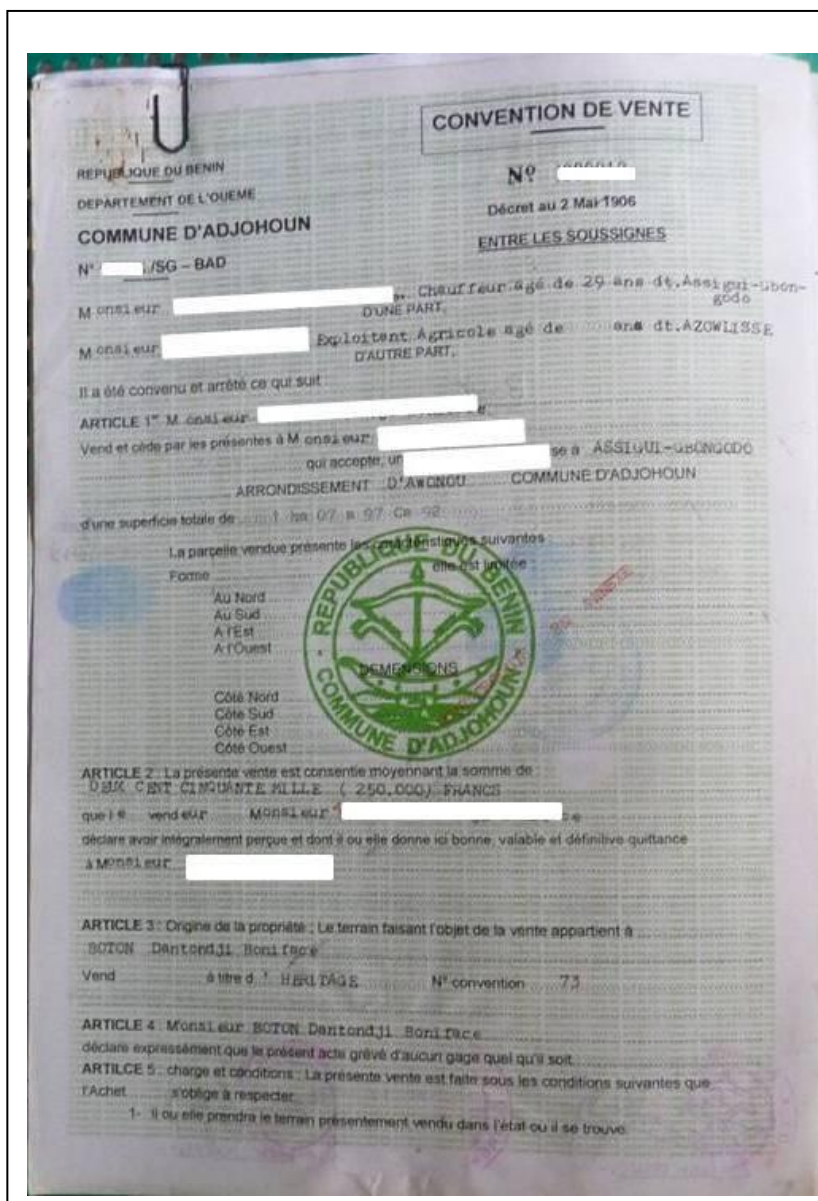 CONVENTION DE VENTE
REPUBLIQUE DU BENIN
Nº
DEPARTEMENT DE L'OUEME
Décret au 2 Mai 1906
COMMUNE D'ADJOHOUN
ENTRE LES SOUSSIGNES
N° /SG – BAD
Monsieur Chauffeur agé de 29 ans dt.Assigui-Gbon-
godo
D'UNE PART,
Monsieur Exploitant Agricole agé de ans dt.AZOWLISSE
D'AUTRE PART,
Il a été convenu et arrêté ce qui suit :
ARTICLE 1er Monsieur
Vend et cède par les présentes à Monsieur
qui accepte, un se à ASSIGUI-GBONGODO
ARRONDISSEMENT D'AWONOU COMMUNE D'ADJOHOUN
d'une superficie totale de 1 ha 07 a 97 Ca 92
La parcelle vendue présente les caractéristiques suivantes :
Forme elle est limitée :
Au Nord
Au Sud
A l'Est
A l'Ouest
DEMENSIONS
Côté Nord
Côté Sud
Côté Est
Côté Ouest
REPUBLIQUE DU BENIN
COMMUNE D'ADJOHOUN
ARTICLE 2 : La présente vente est consentie moyennant la somme de :
DEUX CENT CINQUANTE MILLE ( 250.000) FRANCS
que le vendeur Monsieur
déclare avoir intégralement perçue et dont il ou elle donne ici bonne, valable et définitive quittance
à Monsieur
ARTICLE 3 : Origine de la propriété : Le terrain faisant l'objet de la vente appartient à
BOTON Dantondji Boniface
Vend à titre d ' HERITAGE N° convention 73
ARTICLE 4 : Monsieur BOTON Dantondji Boniface
déclare expressément que le présent acte grévé d'aucun gage quel qu'il soit
ARTILCE 5 : charge et conditions : La présente vente est faite sous les conditions suivantes que
l'Achet s'oblige à respecter
1- Il ou elle prendre le terrain présentement vendu dans l'état ou il se trouve.